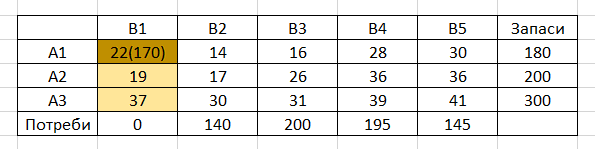 B1 B2 B3 B4 B5 Запаси
A1 22(170) 14 16 28 30 180
A2 19 17 26 36 36 200
A3 37 30 31 39 41 300
Потреби 0 140 200 195 145